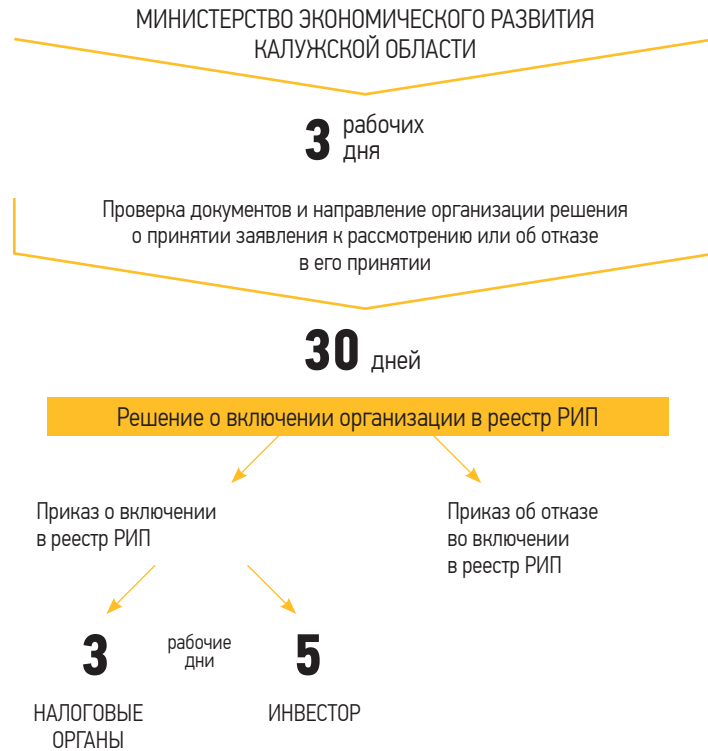 МИНИСТЕРСТВО ЭКОНОМИЧЕСКОГО РАЗВИТИЯ
КАЛУЖСКОЙ ОБЛАСТИ
3 рабочих
дня
Проверка документов и направление организации решения
о принятии заявления к рассмотрению или об отказе
в его принятии
30 дней
Решение о включении организации в реестр РИП
Приказ о включении
в реестр РИП
Приказ об отказе
во включении
в реестр РИП
3
рабочие
дни
5
НАЛОГОВЫЕ
ОРГАНЫ
ИНВЕСТОР